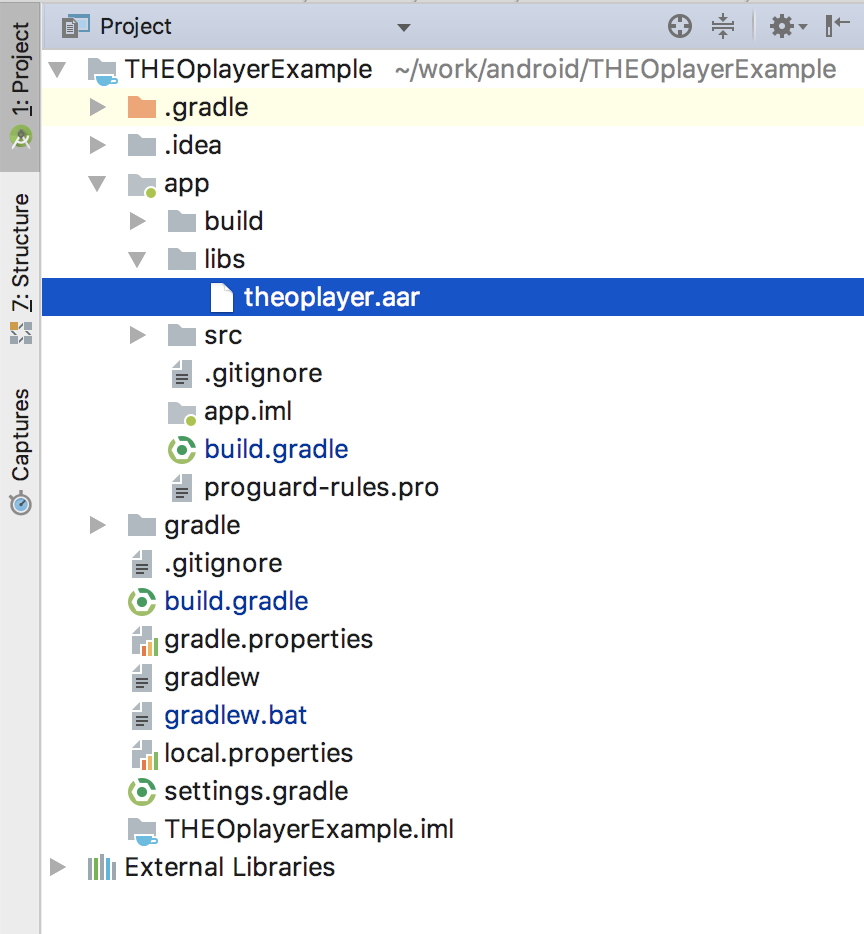 Project
1: Project
7: Structure
Captures
THEOplayerExample ~/work/android/THEOplayerExample
.gradle
.idea
app
build
libs
theoplayer.aar
src
.gitignore
app.iml
build.gradle
proguard-rules.pro
gradle
.gitignore
build.gradle
gradle.properties
gradlew
gradlew.bat
local.properties
settings.gradle
THEOplayerExample.iml
External Libraries